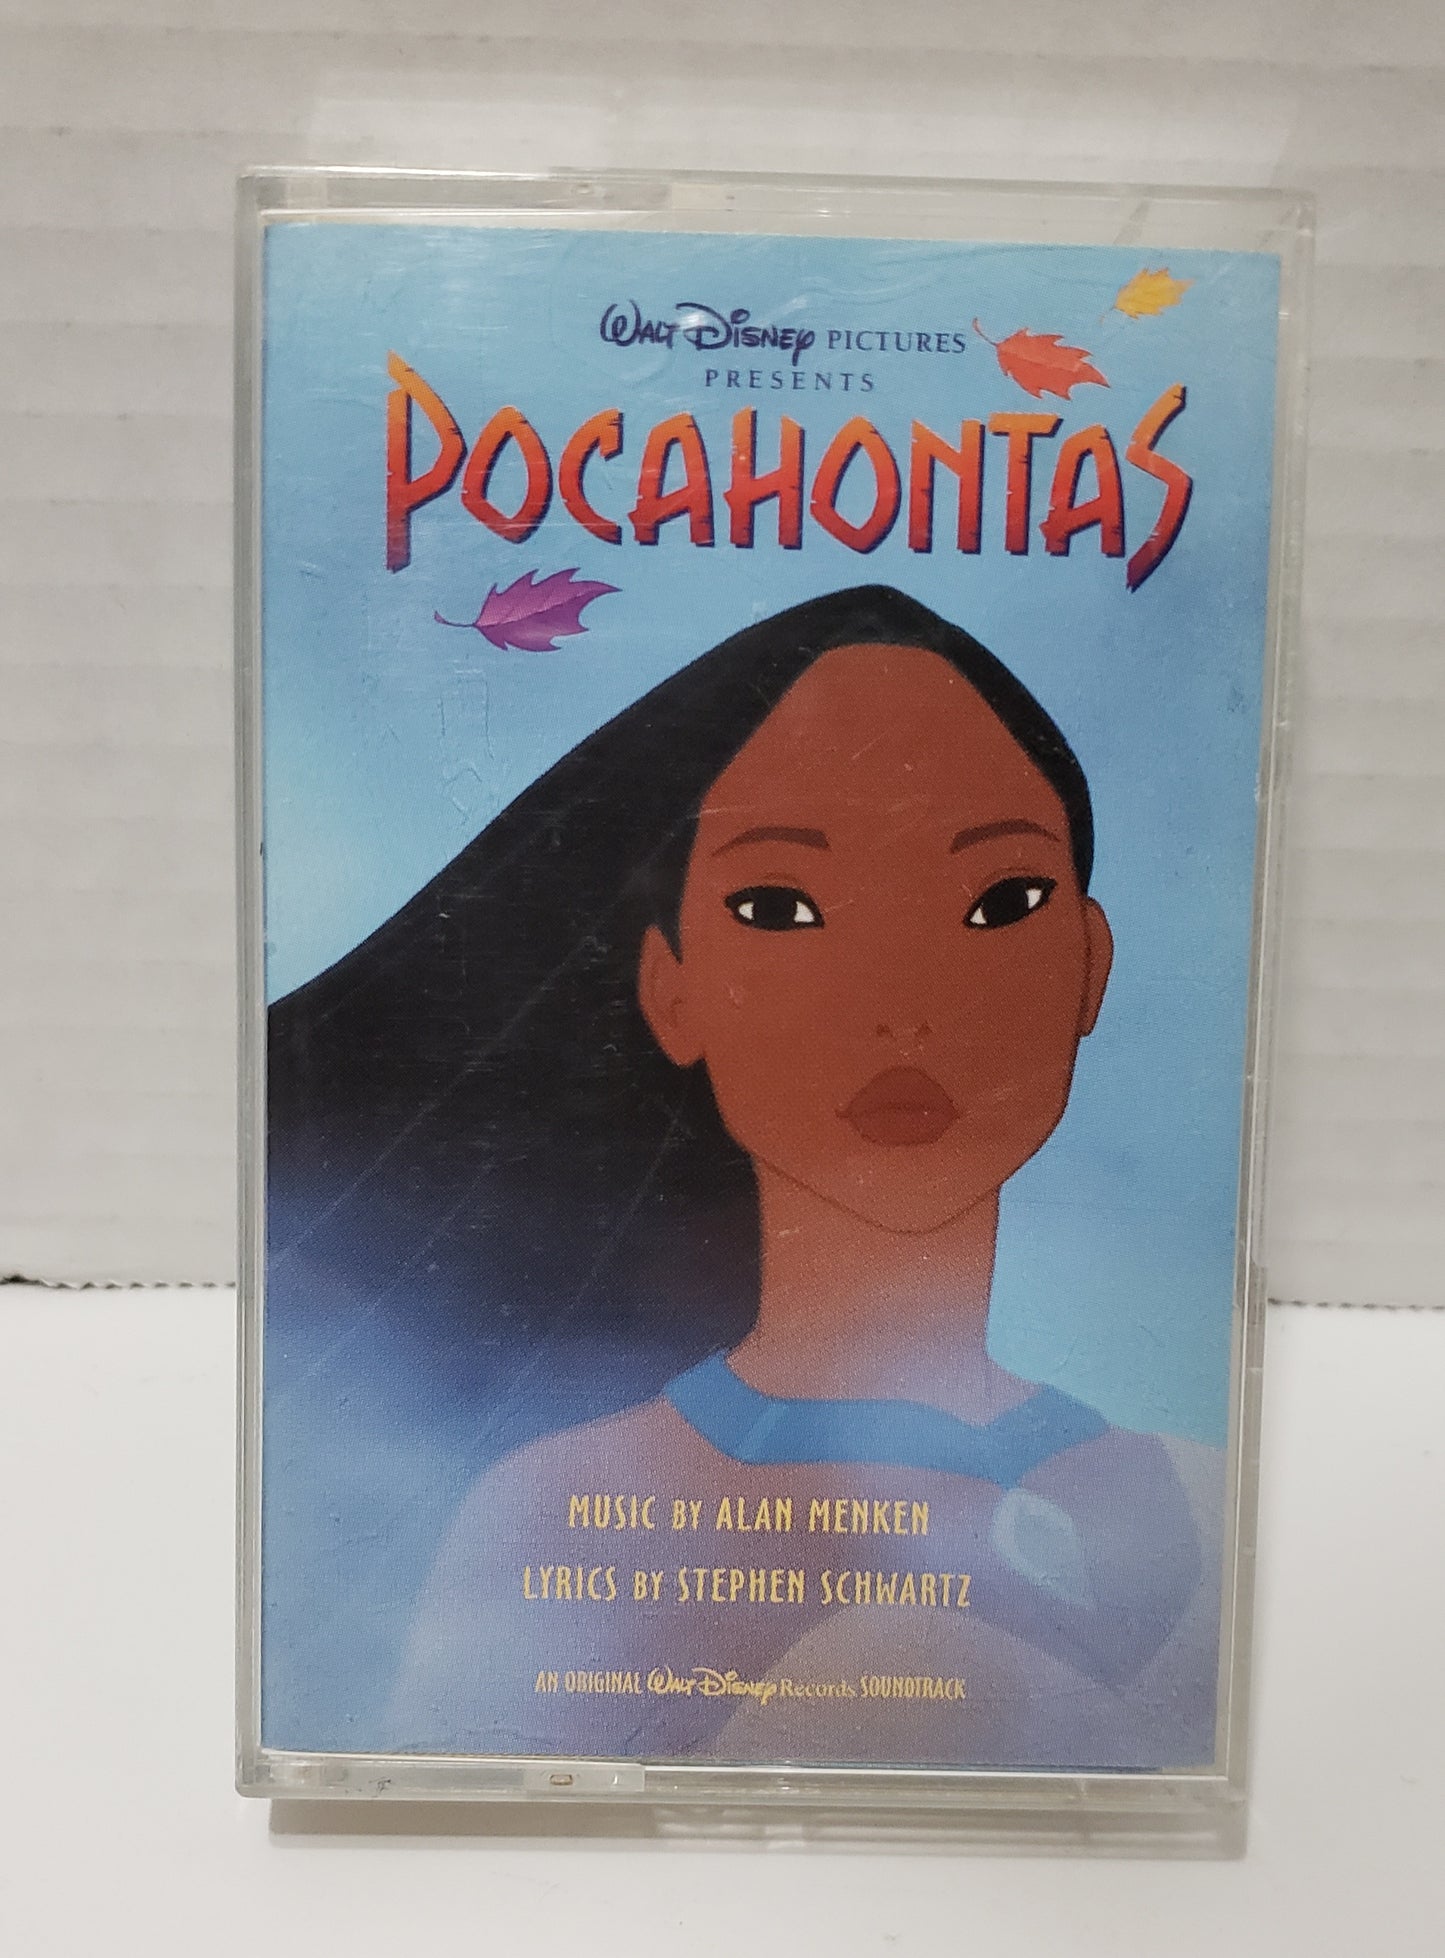 Walt Disney PICTURES
PRESENTS
POCAHONTAS
MUSIC BY ALAN MENKEN
LYRICS BY STEPHEN SCHWARTZ
AN ORIGINAL Walt Disney Records SOUNDTRACK